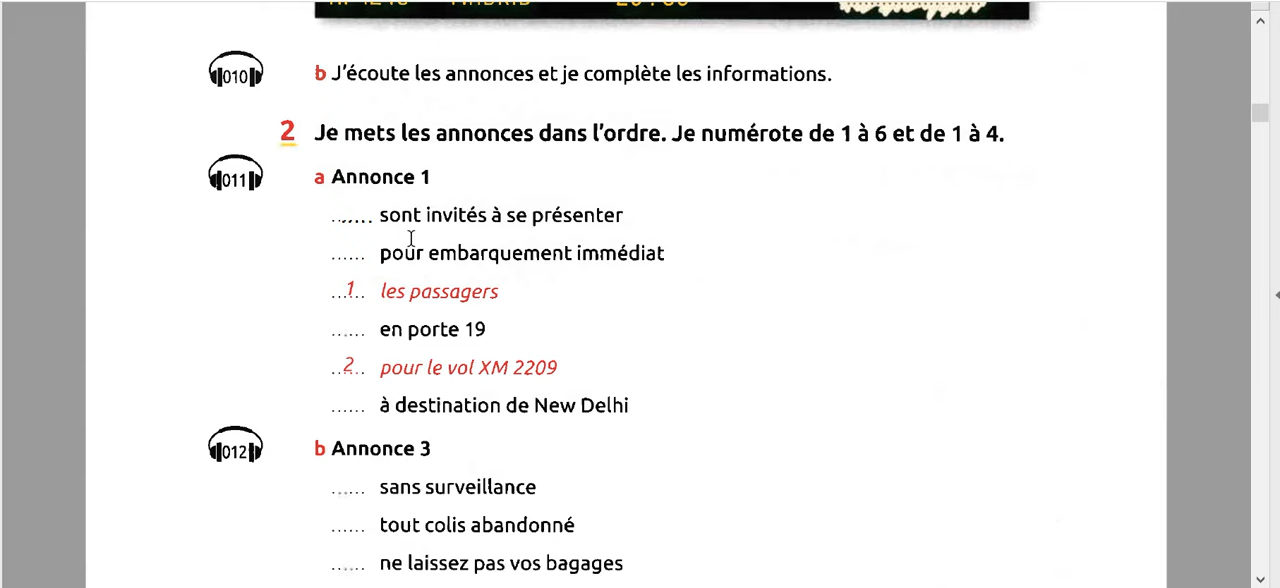 010 b J'écoute les annonces et je complète les informations.
2 Je mets les annonces dans l'ordre. Je numérote de 1 à 6 et de 1 à 4.
011 a Annonce 1
...... sont invités à se présenter
...... pour embarquement immédiat
...1.. les passagers
...... en porte 19
..2.. pour le vol XM 2209
...... à destination de New Delhi
012 b Annonce 3
...... sans surveillance
...... tout colis abandonné
...... ne laissez pas vos bagages